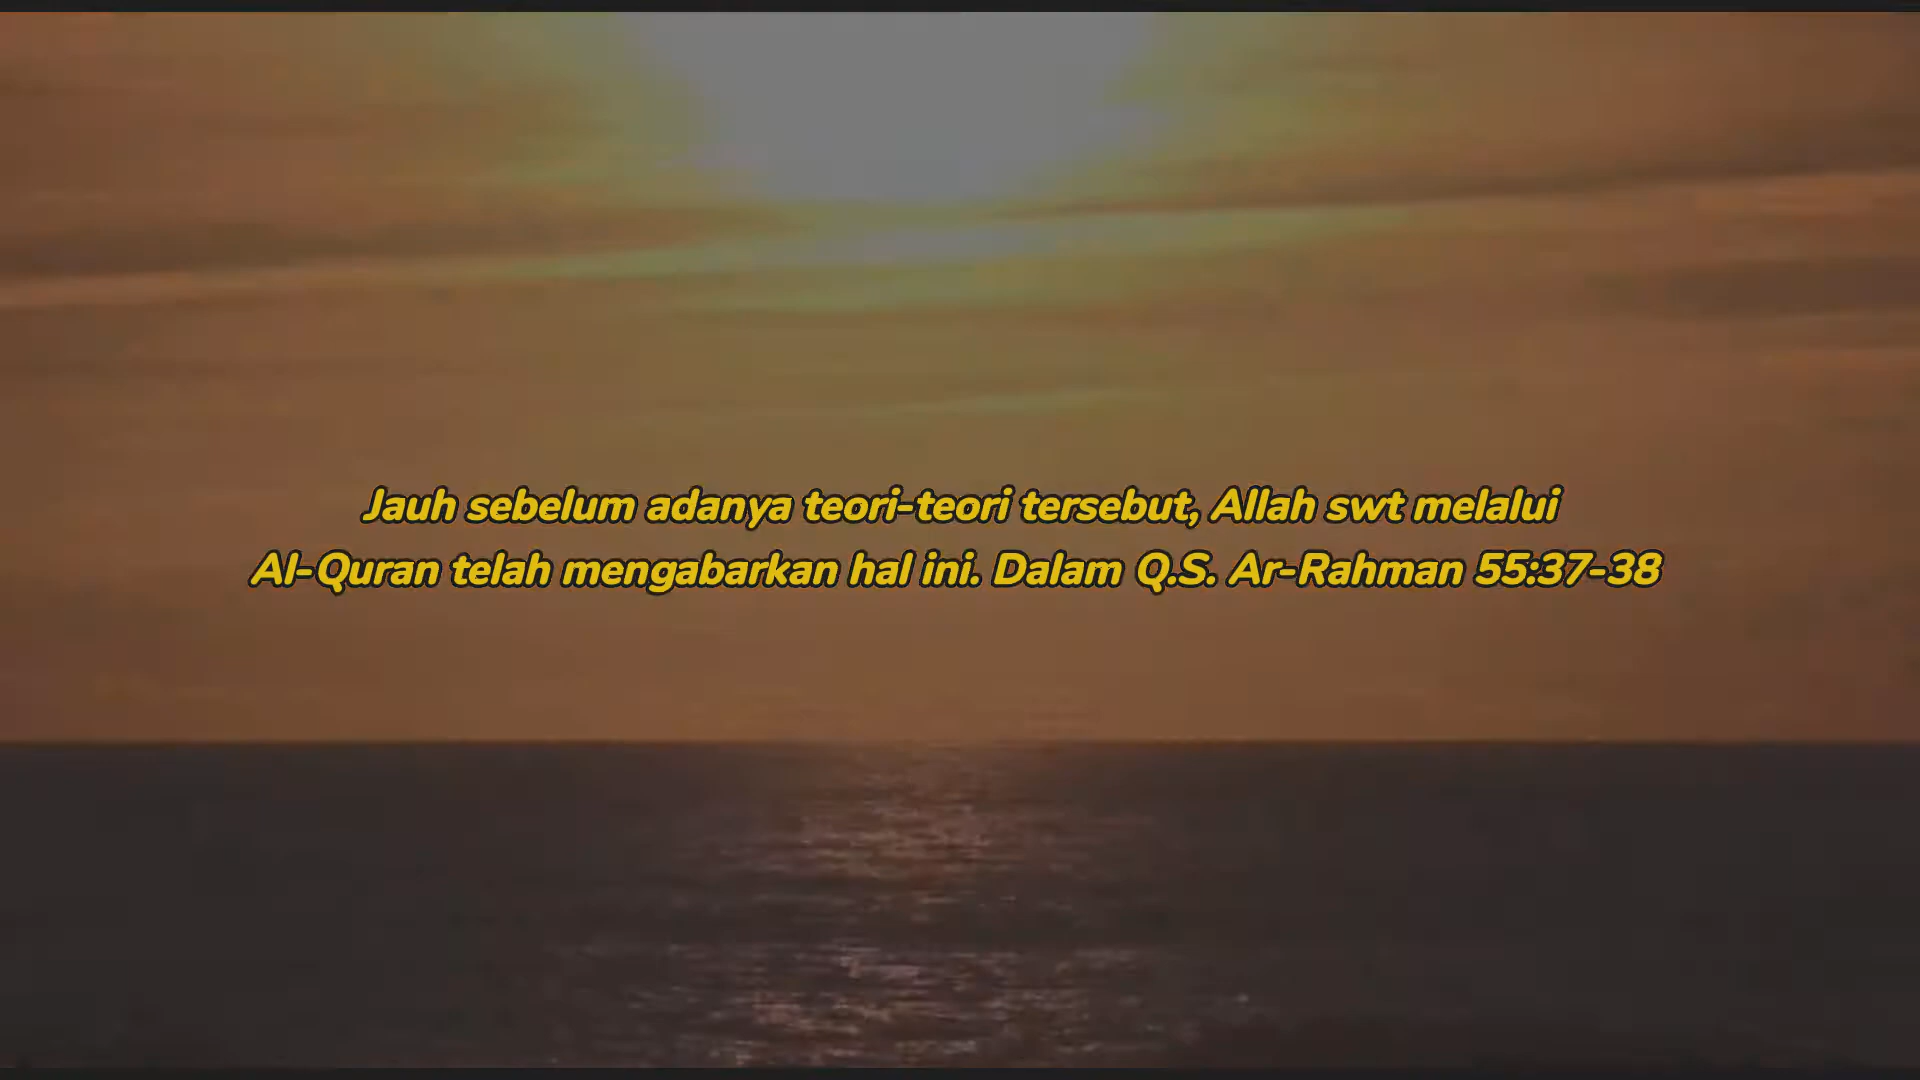 Jauh sebelum adanya teori-teori tersebut, Allah swt melalui
Al-Quran telah mengabarkan hal ini. Dalam Q.S. Ar-Rahman 55:37-38